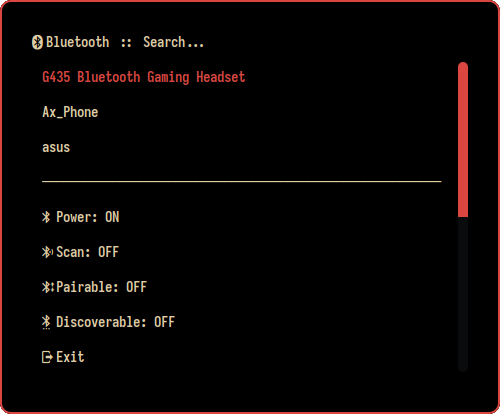 Bluetooth :: Search...
G435 Bluetooth Gaming Headset
Ax_Phone
asus
Power: ON
Scan: OFF
Pairable: OFF
Discoverable: OFF
Exit